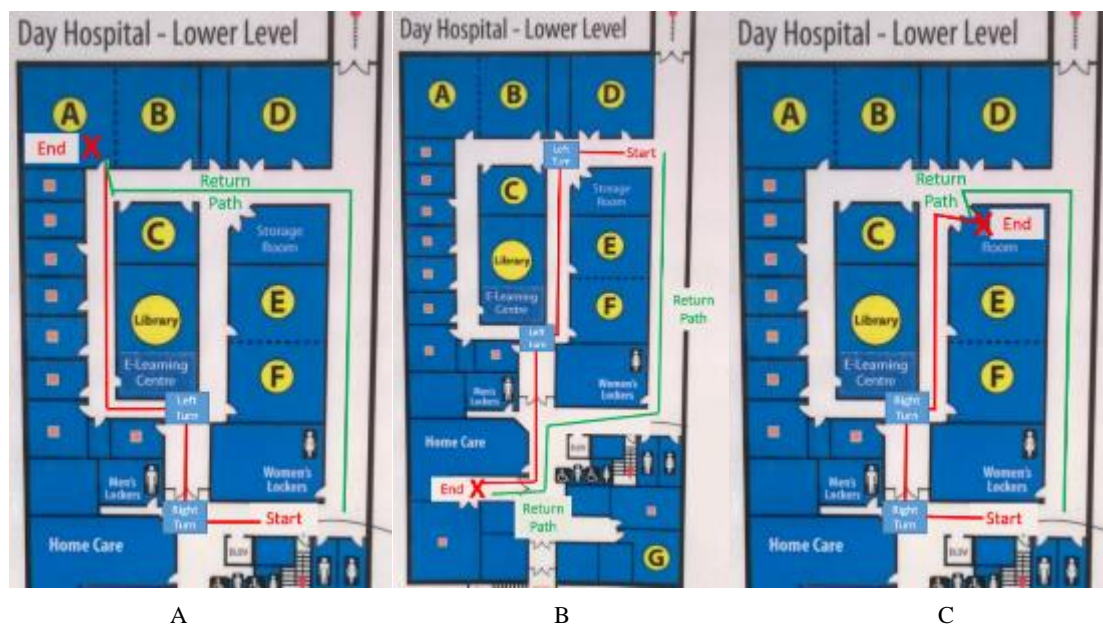 Day Hospital - Lower Level
A
B
D
End
X
Return
Path
C
Storage
Room
E
Library
E-Learning
Centre
F
Left
Turn
Women's
Lockers
Men's
Lockers
Right
Turn
Start
Home Care
ELEV
Day Hospital - Lower Level
A
B
D
Left
Turn
Start
C
Storage
Room
E
Library
E-Learning
Centre
F
Return
Path
Left
Turn
Men's
Lockers
Women's
Lockers
Home Care
ELEV
End
X
Return
Path
G
Day Hospital - Lower Level
A
B
D
Return
Path
C
X
End
Room
E
Library
E-Learning
Centre
F
Right
Turn
Women's
Lockers
Men's
Lockers
Right
Turn
Start
Home Care
ELEV
A
B
C